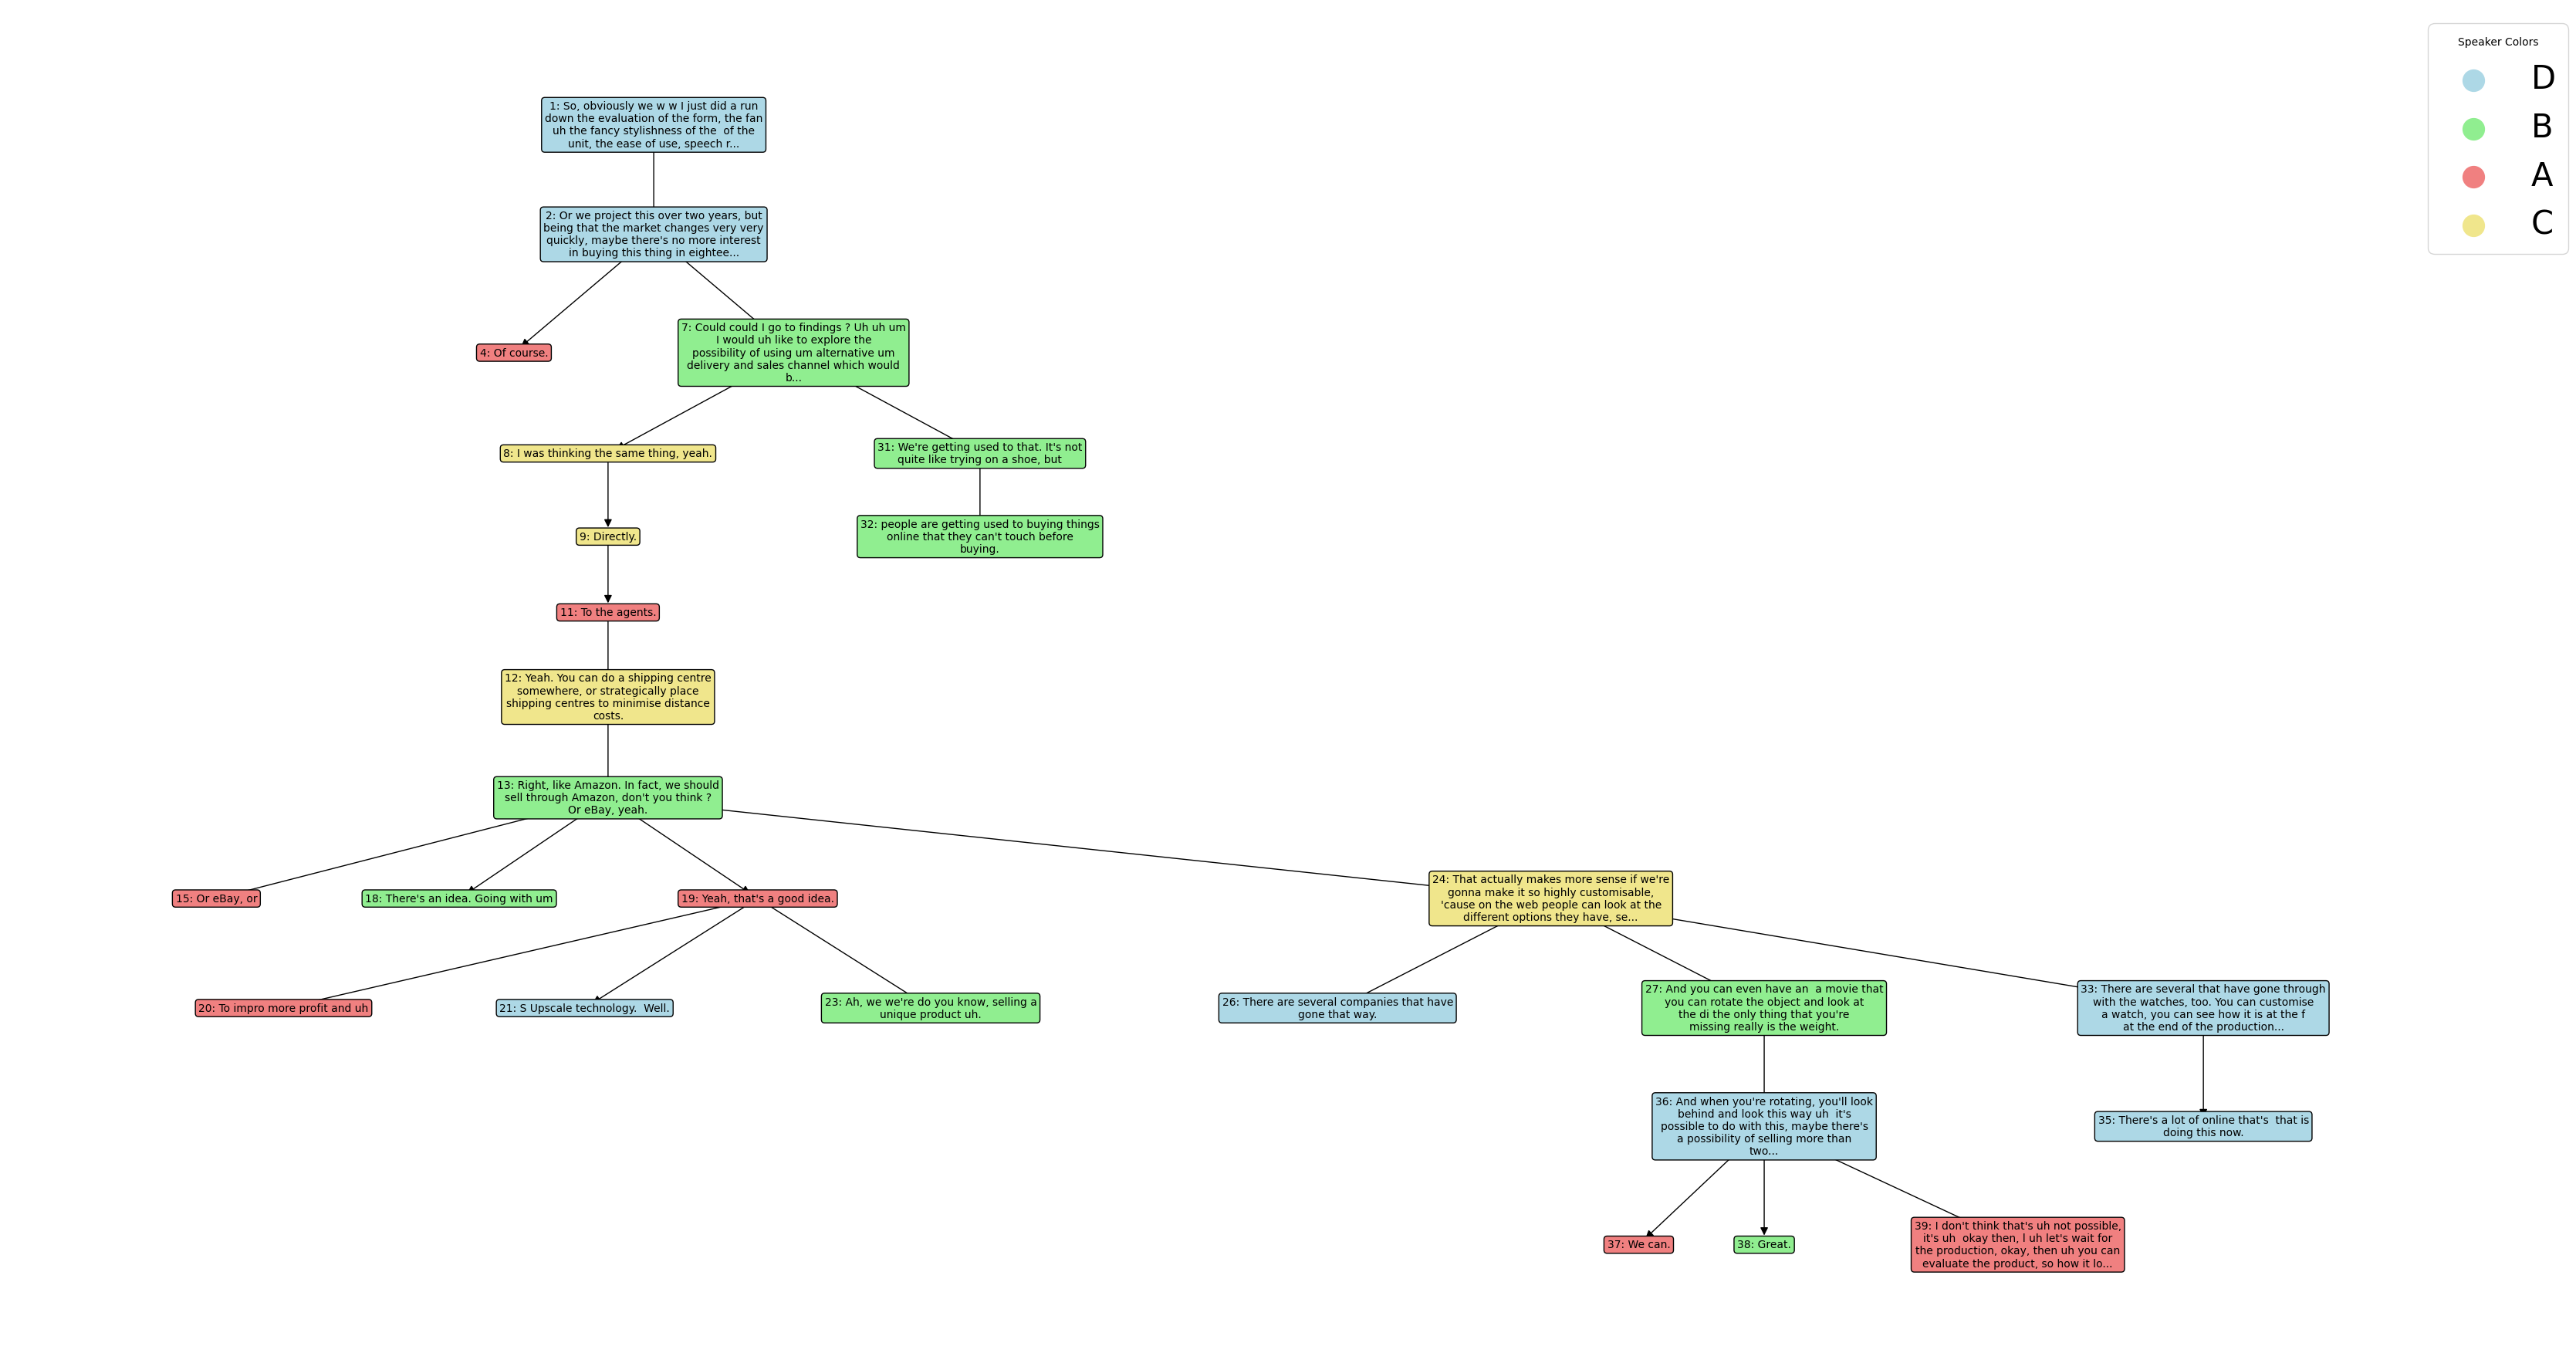 Speaker Colors
D
B
A
C
1: So, obviously we w w I just did a run
down the evaluation of the form, the fan
uh the fancy stylishness of the  of the
unit, the ease of use, speech r...
2: Or we project this over two years, but
being that the market changes very very
quickly, maybe there's no more interest
in buying this thing in eightee...
4: Of course.
7: Could could I go to findings ? Uh uh um
I would uh like to explore the
possibility of using um alternative um
delivery and sales channel which would
b...
8: I was thinking the same thing, yeah.
31: We're getting used to that. It's not
quite like trying on a shoe, but
9: Directly.
32: people are getting used to buying things
online that they can't touch before
buying.
11: To the agents.
12: Yeah. You can do a shipping centre
somewhere, or strategically place
shipping centres to minimise distance
costs.
13: Right, like Amazon. In fact, we should
sell through Amazon, don't you think ?
Or eBay, yeah.
15: Or eBay, or
18: There's an idea. Going with um
19: Yeah, that's a good idea.
24: That actually makes more sense if we're
gonna make it so highly customisable,
'cause on the web people can look at the
different options they have, se...
20: To impro more profit and uh
21: S Upscale technology.  Well.
23: Ah, we we're do you know, selling a
unique product uh.
26: There are several companies that have
gone that way.
27: And you can even have an  a movie that
you can rotate the object and look at
the di the only thing that you're
missing really is the weight.
33: There are several that have gone through
with the watches, too. You can customise
a watch, you can see how it is at the f
at the end of the production...
36: And when you're rotating, you'll look
behind and look this way uh  it's
possible to do with this, maybe there's
a possibility of selling more than
two...
35: There's a lot of online that's  that is
doing this now.
37: We can.
38: Great.
39: I don't think that's uh not possible,
it's uh  okay then, I uh let's wait for
the production, okay, then uh you can
evaluate the product, so how it lo...